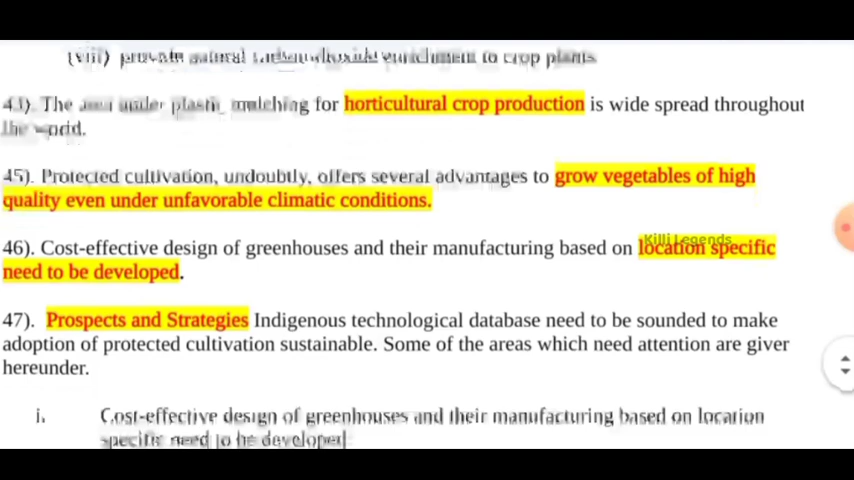 (viii) provide natural carbondioxide enrichment to crop plants
43). The area under plastic mulching for horticultural crop production is wide spread throughout
the world.
45). Protected cultivation, undoubtly, offers several advantages to grow vegetables of high
quality even under unfavorable climatic conditions.
46). Cost-effective design of greenhouses and their manufacturing based on location specific
Killi Legends
need to be developed.
47). Prospects and Strategies Indigenous technological database need to be sounded to make
adoption of protected cultivation sustainable. Some of the areas which need attention are giver
hereunder.
i. Cost-effective design of greenhouses and their manufacturing based on location
specific need to be developed